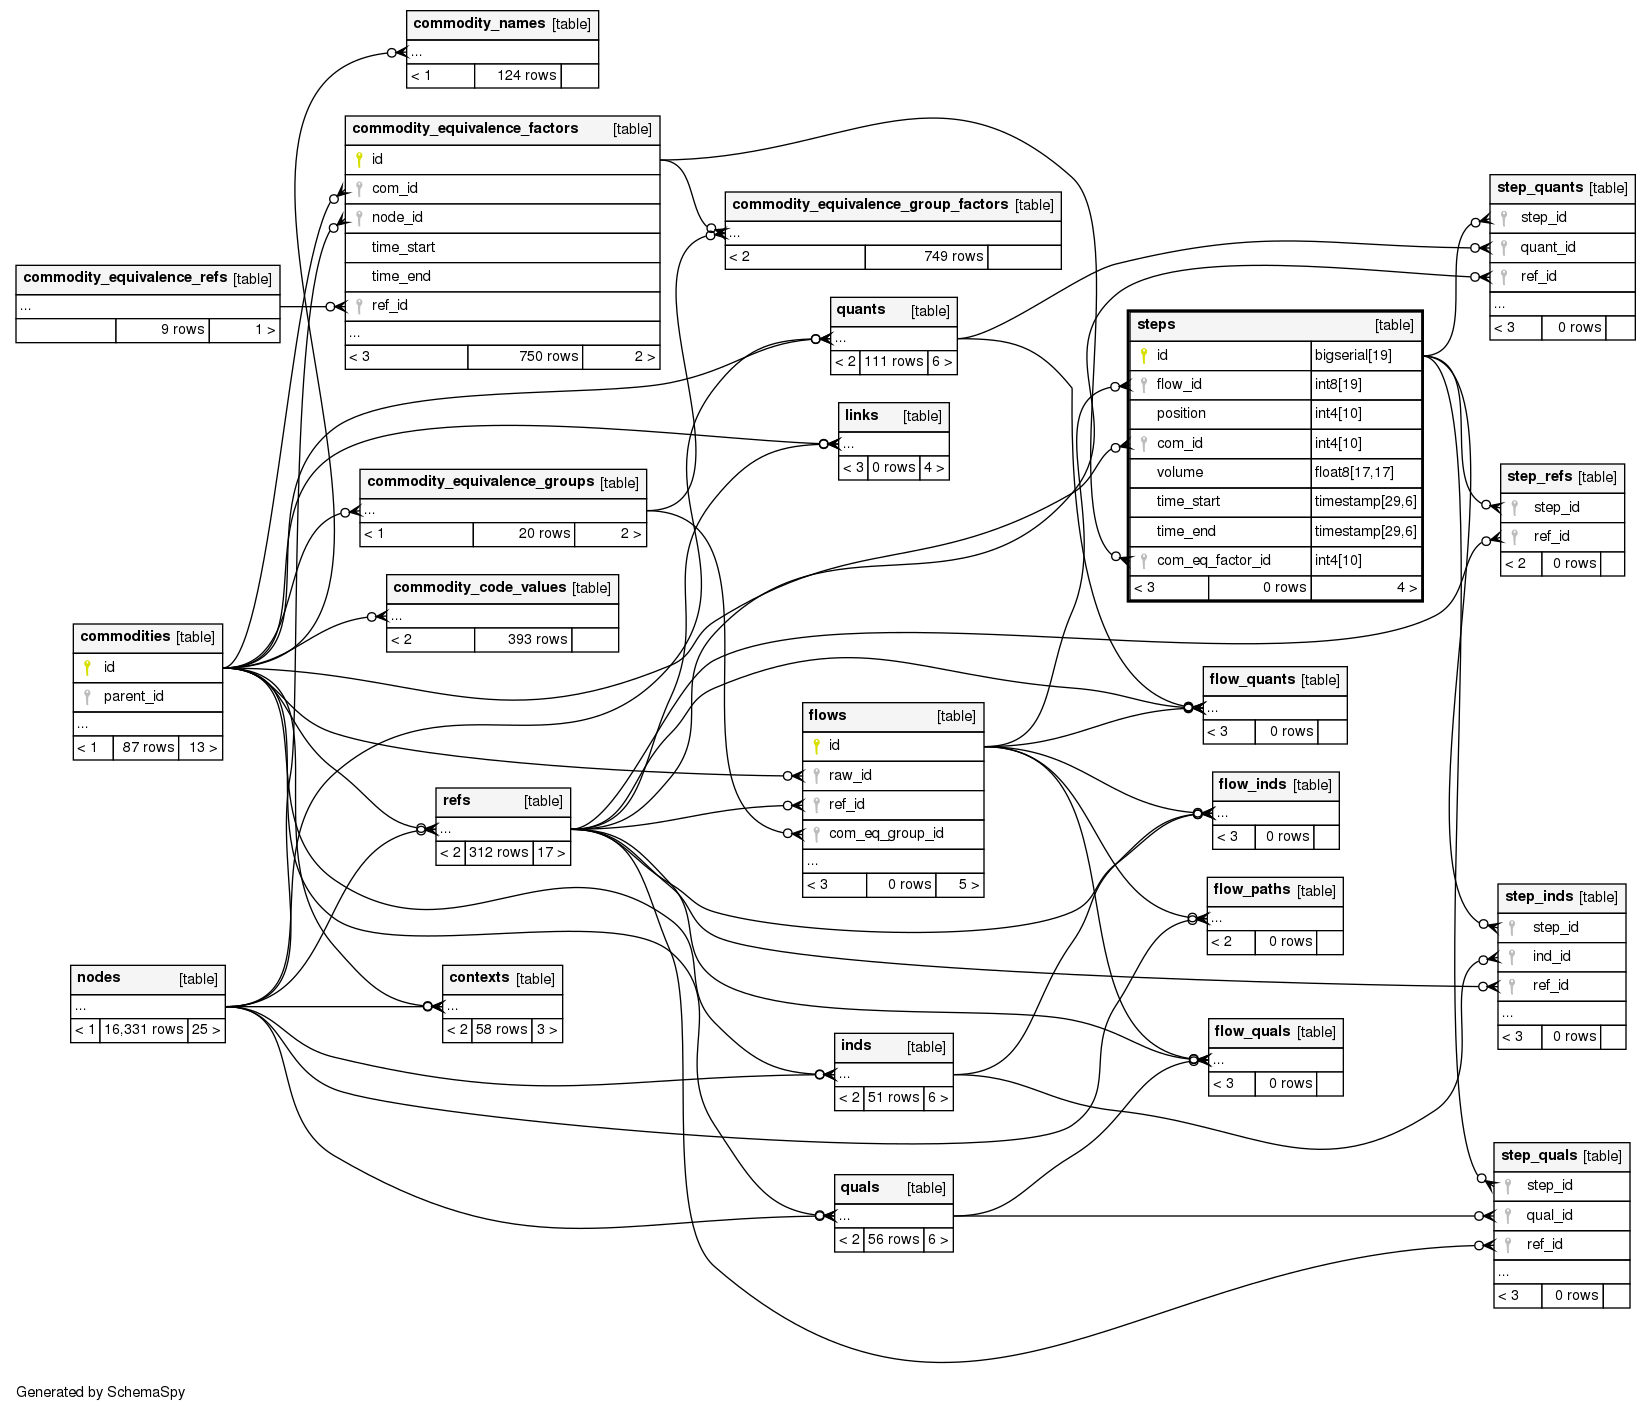 commodity_names [table]
...
< 1 124 rows
commodity_equivalence_factors [table]
id
com_id
node_id
time_start
time_end
ref_id
...
< 3 750 rows 2 >
commodity_equivalence_refs [table]
...
9 rows 1 >
commodity_equivalence_group_factors [table]
...
< 2 749 rows
quants [table]
...
< 2 111 rows 6 >
links [table]
...
< 3 0 rows 4 >
commodity_equivalence_groups [table]
...
< 1 20 rows 2 >
commodity_code_values [table]
...
< 2 393 rows
commodities [table]
id
parent_id
...
< 1 87 rows 13 >
refs [table]
...
< 2 312 rows 17 >
nodes [table]
...
< 1 16,331 rows 25 >
contexts [table]
...
< 2 58 rows 3 >
flows [table]
id
raw_id
ref_id
com_eq_group_id
...
< 3 0 rows 5 >
inds [table]
...
< 2 51 rows 6 >
quals [table]
...
< 2 56 rows 6 >
steps [table]
id bigserial[19]
flow_id int8[19]
position int4[10]
com_id int4[10]
volume float8[17,17]
time_start timestamp[29,6]
time_end timestamp[29,6]
com_eq_factor_id int4[10]
< 3 0 rows 4 >
flow_quants [table]
...
< 3 0 rows
flow_inds [table]
...
< 3 0 rows
flow_paths [table]
...
< 2 0 rows
flow_quals [table]
...
< 3 0 rows
step_quants [table]
step_id
quant_id
ref_id
...
< 3 0 rows
step_refs [table]
step_id
ref_id
< 2 0 rows
step_inds [table]
step_id
ind_id
ref_id
...
< 3 0 rows
step_quals [table]
step_id
qual_id
ref_id
...
< 3 0 rows
Generated by SchemaSpy